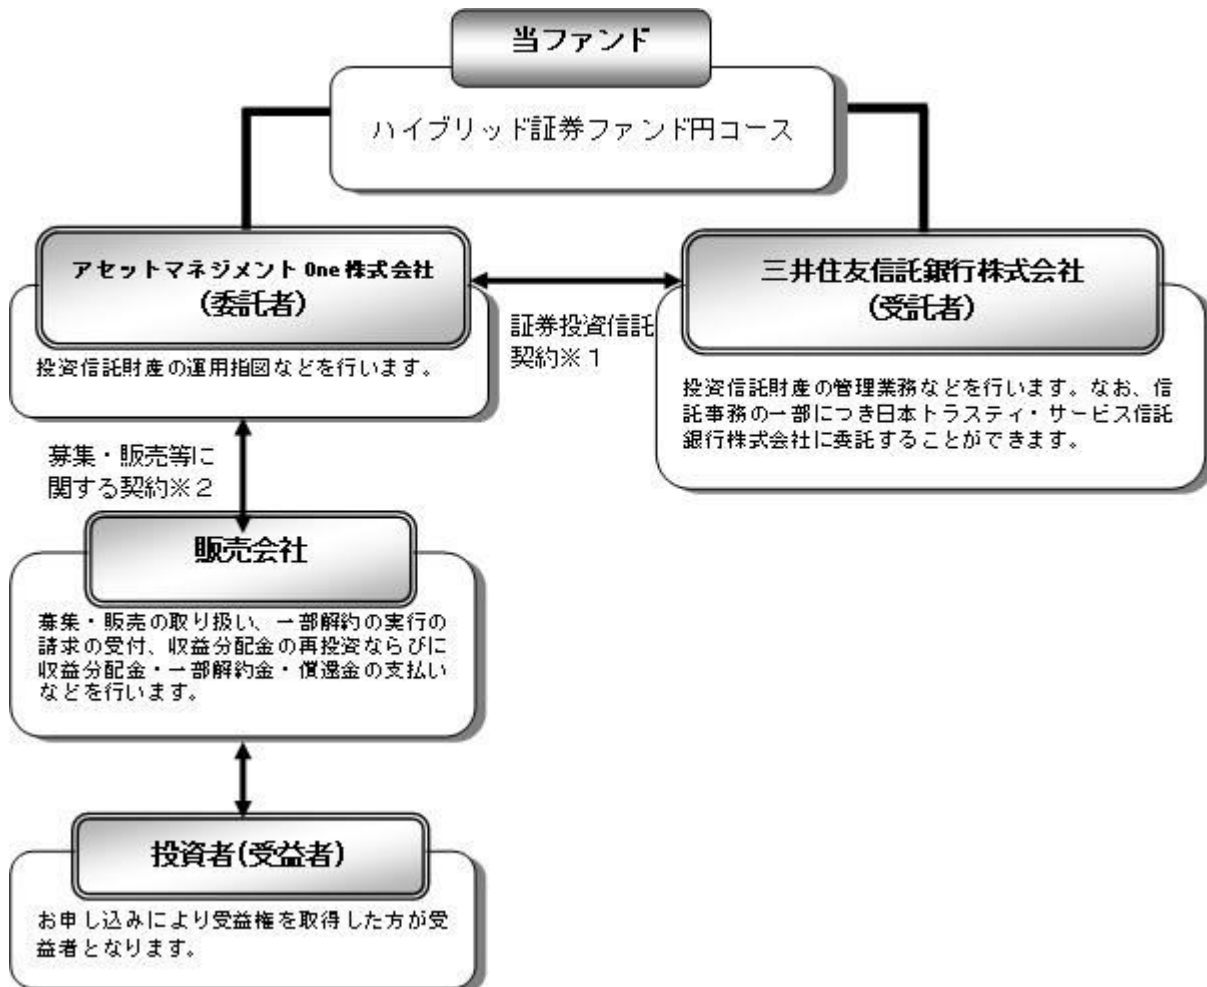 当ファンド
ハイブリッド証券ファンド円コース
アセットマネジメントOne株式会社
(委託者)
投資信託財産の運用指図などを行います。
証券投資信託
契約※1
三井住友信託銀行株式会社
(受託者)
投資信託財産の管理業務などを行います。なお、信
託事務の一部につき日本トラスティ・サービス信託
銀行株式会社に委託することができます。
募集・販売等に
関する契約※2
販売会社
募集・販売の取り扱い、一部解約の実行の
請求の受付、収益分配金の再投資ならびに
収益分配金・一部解約金・償還金の支払い
などを行います。
投資者(受益者)
お申し込みにより受益権を取得した方が受
益者となります。